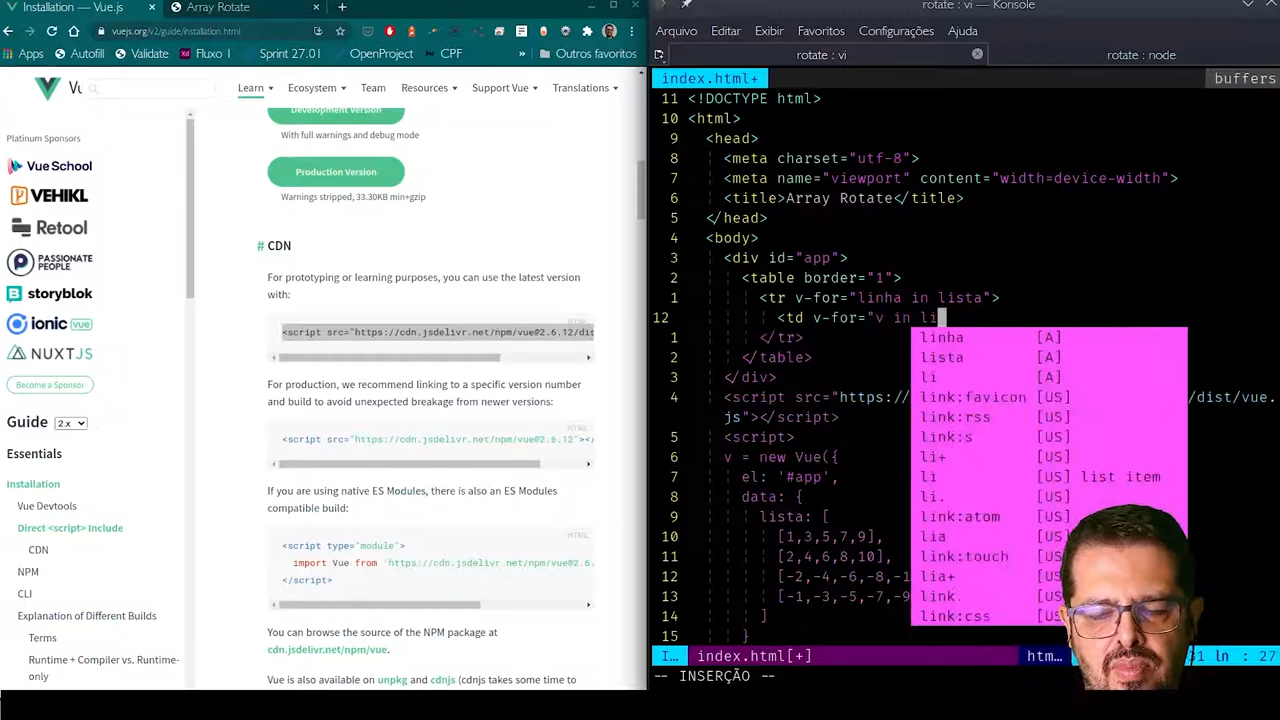 Installation — Vue.js
Array Rotate
vuejs.org/v2/guide/installation.html
Apps
Autofill
Validate
Fluxo 1
Sprint 27.01
OpenProject
CPF
»
Outros favoritos
Learn
Ecosystem
Team
Resources
Support Vue
Translations
Platinum Sponsors
Vue School
VEHIKL
Retool
PASSIONATE
PEOPLE
storyblok
ionic vue
NUXTJS
Become a Sponsor
Guide 2.x
Essentials
Installation
Vue Devtools
Direct <script> Include
CDN
NPM
CLI
Explanation of Different Builds
Terms
Runtime + Compiler vs. Runtime-
only
Development Version
With full warnings and debug mode
Production Version
Warnings stripped, 33.30KB min+gzip
# CDN
For prototyping or learning purposes, you can use the latest version
with:
HTML
<script src="https://cdn.jsdelivr.net/npm/vue@2.6.12/dis
For production, we recommend linking to a specific version number
and build to avoid unexpected breakage from newer versions:
HTML
<script src="https://cdn.jsdelivr.net/npm/vue@2.6.12"></
If you are using native ES Modules, there is also an ES Modules
compatible build:
HTML
<script type="module">
import Vue from 'https://cdn.jsdelivr.net/npm/vue@2.6.
</script>
You can browse the source of the NPM package at
cdn.jsdelivr.net/npm/vue.
Vue is also available on unpkg and cdnjs (cdnjs takes some time to
rotate : vi — Konsole
Arquivo Editar Exibir Favoritos Configurações Ajuda
rotate : vi
rotate : node
index.html+
buffers
11 <!DOCTYPE html>
10 <html>
9 <head>
8 <meta charset="utf-8">
7 <meta name="viewport" content="width=device-width">
6 <title>Array Rotate</title>
5 </head>
4 <body>
3 <div id="app">
2 <table border="1">
1 <tr v-for="linha in lista">
12 <td v-for="v in li
1 </tr>
2 </table>
3 </div>
4 <script src="https:/ /dist/vue.
js"></script>
5 <script>
6 v = new Vue({
7 el: '#app',
8 data: {
9 lista: [
10 [1,3,5,7,9],
11 [2,4,6,8,10],
12 [-2,-4,-6,-8,-1
13 [-1,-3,-5,-7,-9
14 ]
15 }
linha [A]
lista [A]
li [A]
link:favicon [US]
link:rss [US]
link:s [US]
li+ [US]
li [US] list item
li. [US]
link:atom [US]
lia [US]
link:touch [US]
lia+ [US
link. [US
link:css [US
I… index.html[+] htm… 31 ln : 27
-- INSERÇÃO --